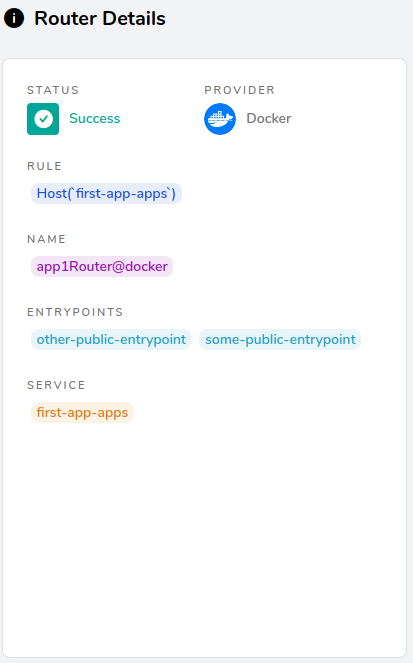 Router Details
STATUS PROVIDER
Success Docker
RULE
Host(`first-app-apps`)
NAME
app1Router@docker
ENTRYPOINTS
other-public-entrypoint some-public-entrypoint
SERVICE
first-app-apps